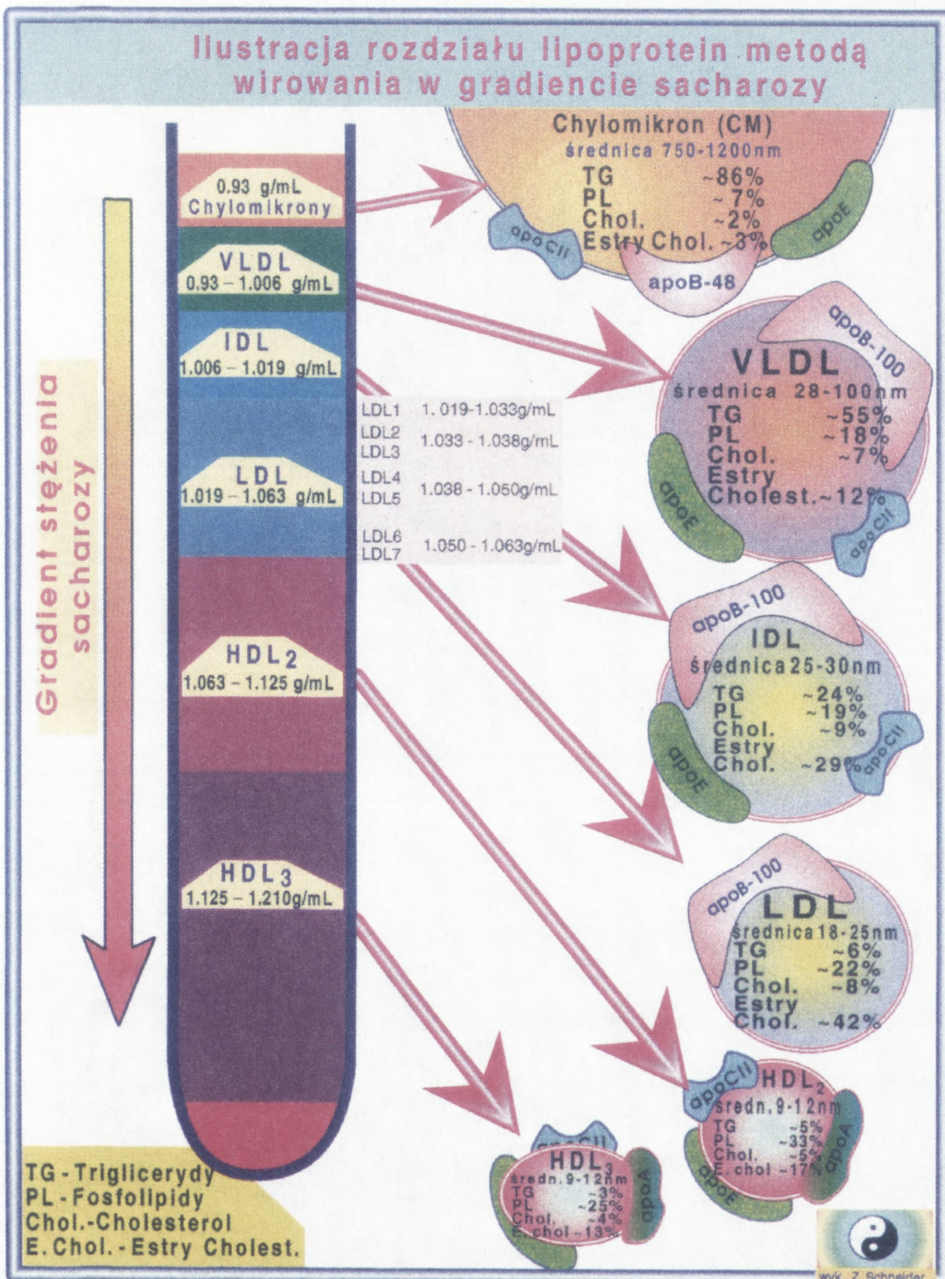 Ilustracja rozdziału lipoprotein metodą
wirowania w gradiencie sacharozy
Gradient stężenia
sacharozy
0.93 g/mL
Chylomikrony
VLDL
0.93 – 1.006 g/mL
IDL
1.006 – 1.019 g/mL
LDL
1.019 – 1.063 g/mL
HDL2
1.063 – 1.125 g/mL
HDL3
1.125 – 1.210g/mL
LDL1 1. 019-1.033g/mL
LDL2
LDL3 1.033 - 1.038g/mL
LDL4
LDL5 1.038 - 1.050g/mL
LDL6
LDL7 1.050 - 1.063g/mL
Chylomikron (CM)
średnica 750-1200nm
TG ~86%
PL ~ 7%
Chol. ~2%
Estry Chol. ~3%
apoCII
apoB-48
apoE
apoB-100
VLDL
średnica 28-100nm
TG ~55%
PL ~18%
Chol. ~7%
Estry
Cholest. ~12%
apoE
apoCII
apoB-100
IDL
średnica 25-30nm
TG ~24%
PL ~19%
Chol. ~9%
Estry
Chol. ~29%
apoE
apoCII
apoB-100
LDL
średnica 18-25nm
TG ~6%
PL ~22%
Chol. ~8%
Estry
Chol. ~42%
apoCII
HDL2
średn. 9-12nm
TG ~5%
PL ~33%
Chol. ~5%
E. chol ~17%
apoE
apoA
apoCII
HDL3
średn. 9-12nm
TG ~3%
PL ~25%
Chol. ~4%
E. chol ~13%
apoA
TG - Triglicerydy
PL - Fosfolipidy
Chol.-Cholesterol
E. Chol. - Estry Cholest.
wyk. Z. Schneider